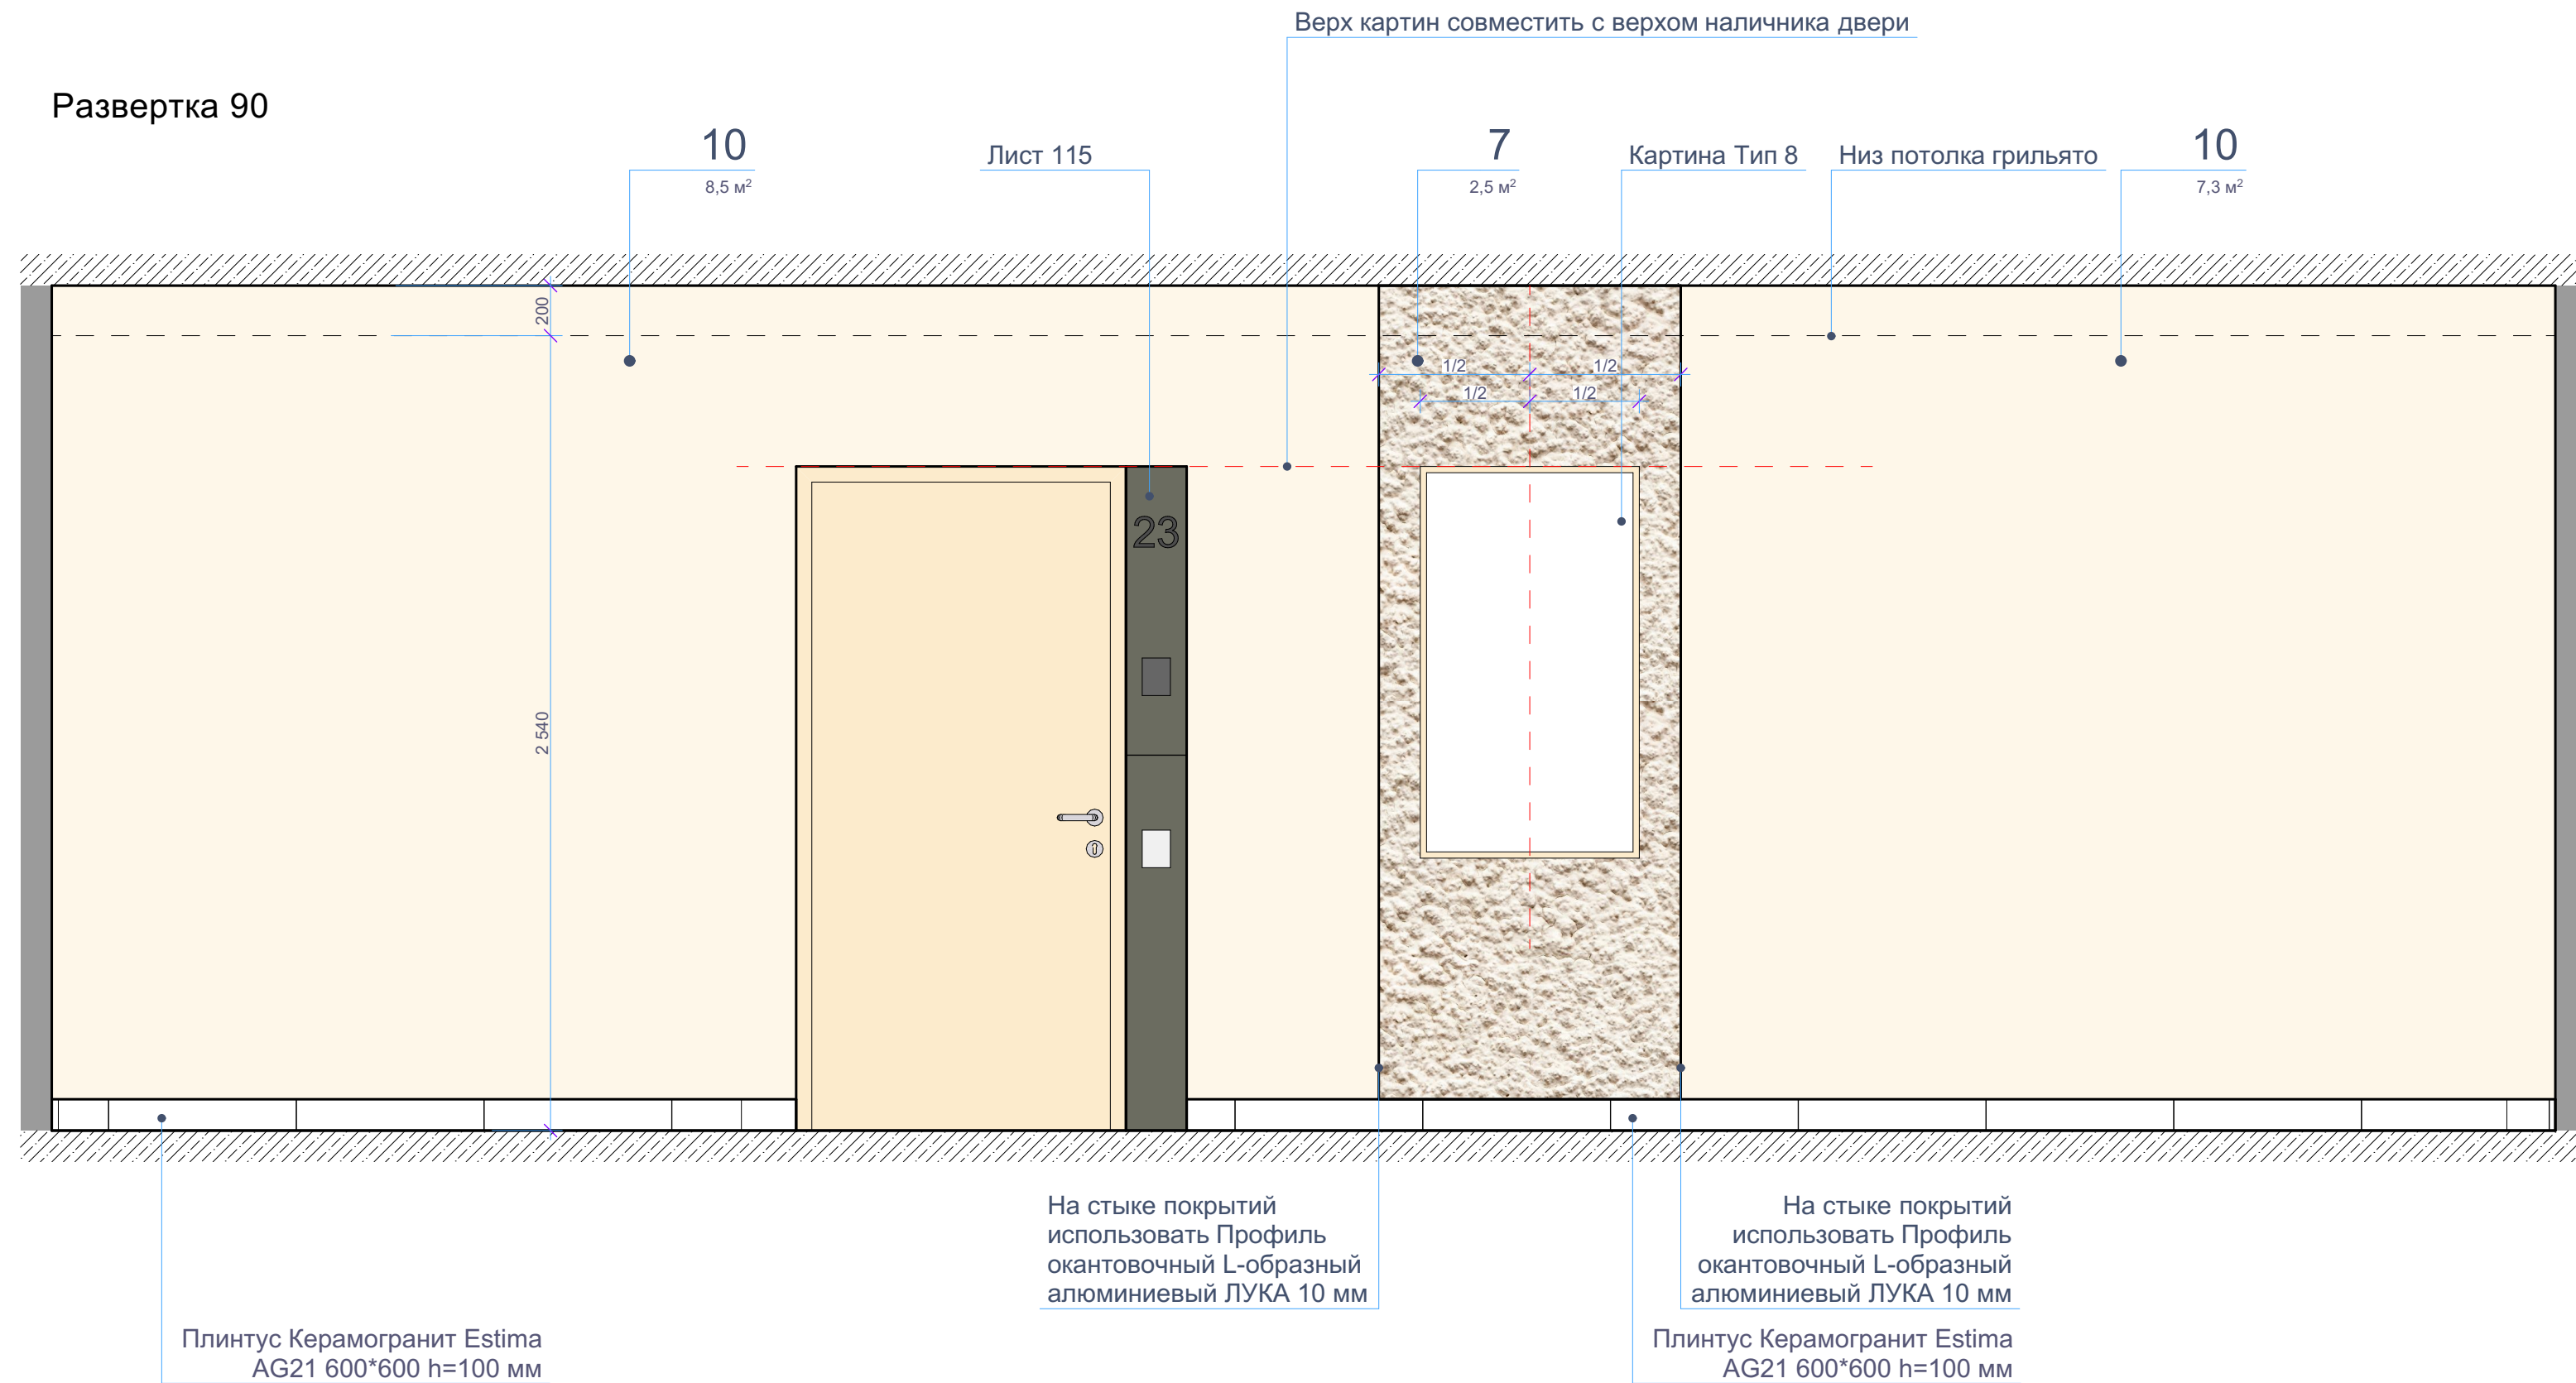 Верх картин совместить с верхом наличника двери
Развертка 90
10
8,5 м²
Лист 115
7
2,5 м²
Картина Тип 8
Низ потолка грильято
10
7,3 м²
200
1/2
1/2
1/2
1/2
23
2 540
На стыке покрытий
использовать Профиль
окантовочный L-образный
алюминиевый ЛУКА 10 мм
На стыке покрытий
использовать Профиль
окантовочный L-образный
алюминиевый ЛУКА 10 мм
Плинтус Керамогранит Estima
AG21 600*600 h=100 мм
Плинтус Керамогранит Estima
AG21 600*600 h=100 мм